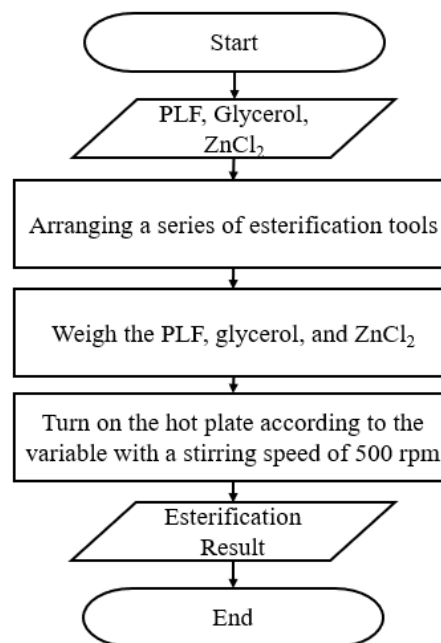 Start
PLF, Glycerol,
ZnCl₂
Arranging a series of esterification tools
Weigh the PLF, glycerol, and ZnCl₂
Turn on the hot plate according to the
variable with a stirring speed of 500 rpm
Esterification
Result
End